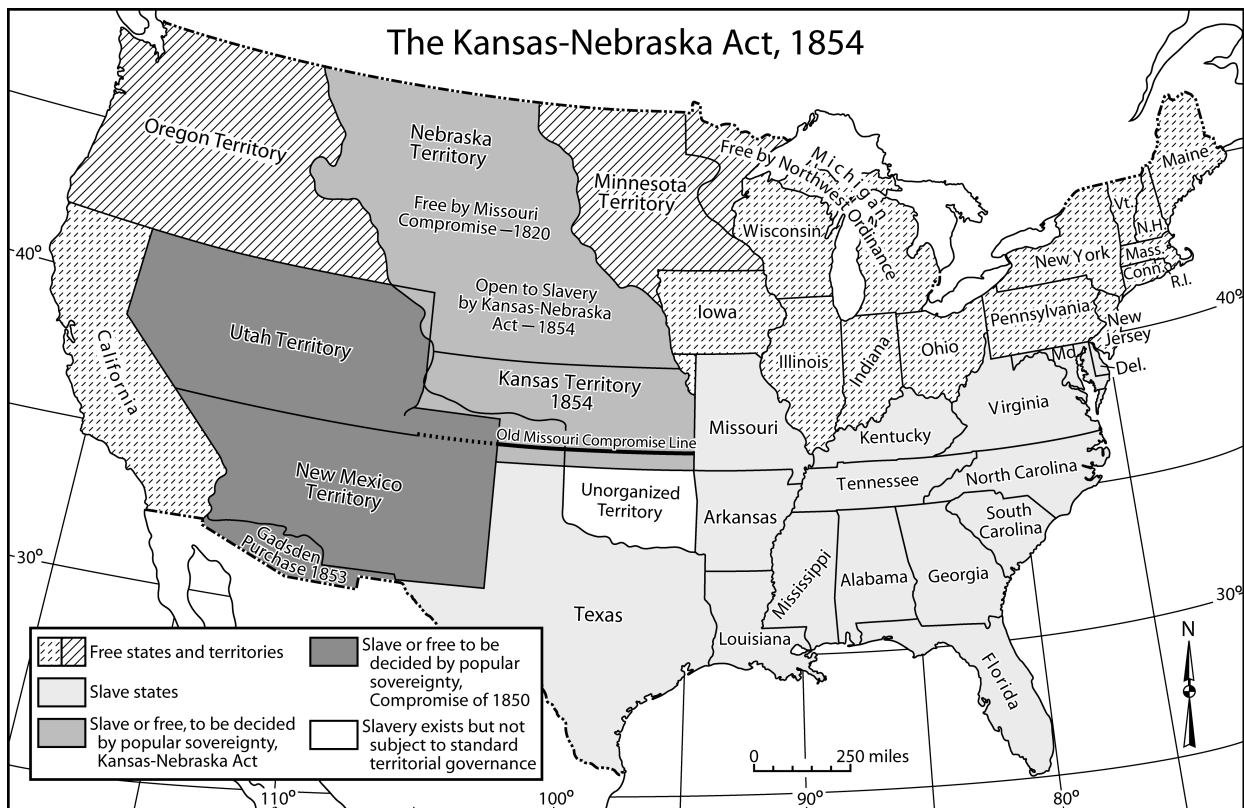 The Kansas-Nebraska Act, 1854
Oregon Territory
Nebraska
Territory
Free by Missouri
Compromise—1820
Open to Slavery
by Kansas-Nebraska
Act — 1854
Minnesota
Territory
Free by Northwest Ordinance
Michigan
Wisconsin
Maine
Vt.
N.H.
New York
Mass.
Conn.
R.I.
40°
40°
Pennsylvania
New
Jersey
Md.
Del.
Iowa
Illinois
Indiana
Ohio
California
Utah Territory
Kansas Territory
1854
Old Missouri Compromise Line
Missouri
Kentucky
Virginia
New Mexico
Territory
Unorganized
Territory
Arkansas
Tennessee
North Carolina
South
Carolina
30°
30°
Gadsden
Purchase 1853
Texas
Louisiana
Mississippi
Alabama
Georgia
Florida
Free states and territories
Slave states
Slave or free, to be decided
by popular sovereignty,
Kansas-Nebraska Act
Slave or free to be
decided by popular
sovereignty,
Compromise of 1850
Slavery exists but not
subject to standard
territorial governance
N
0 250 miles
110°
100°
90°
80°